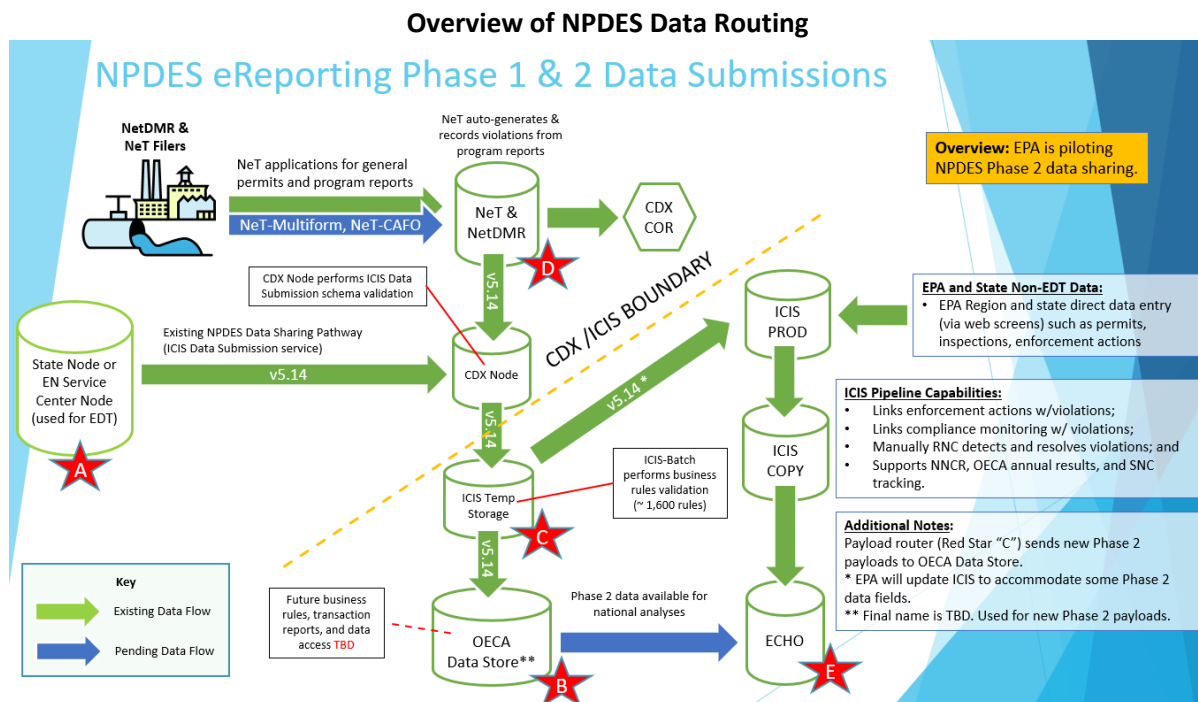 Overview of NPDES Data Routing
NPDES eReporting Phase 1 & 2 Data Submissions
NetDMR &
NeT Filers
NeT applications for general
permits and program reports
NeT-Multiform, NeT-CAFO
NeT auto-generates &
records violations from
program reports
NeT &
NetDMR
D
CDX
COR
Overview: EPA is piloting
NPDES Phase 2 data sharing.
CDX Node performs ICIS Data
Submission schema validation
v5.14
CDX /ICIS BOUNDARY
State Node or
EN Service
Center Node
(used for EDT)
A
Existing NPDES Data Sharing Pathway
(ICIS Data Submission service)
v5.14
CDX Node
v5.14
v5.14 *
ICIS
PROD
EPA and State Non-EDT Data:
• EPA Region and state direct data entry
(via web screens) such as permits,
inspections, enforcement actions
ICIS
COPY
ICIS Pipeline Capabilities:
• Links enforcement actions w/violations;
• Links compliance monitoring w/ violations;
• Manually RNC detects and resolves violations; and
• Supports NNCR, OECA annual results, and SNC
tracking.
ICIS Temp
Storage
C
ICIS-Batch
performs business
rules validation
(~ 1,600 rules)
v5.14
Additional Notes:
Payload router (Red Star “C”) sends new Phase 2
payloads to OECA Data Store.
* EPA will update ICIS to accommodate some Phase 2
data fields.
** Final name is TBD. Used for new Phase 2 payloads.
Key
Existing Data Flow
Pending Data Flow
Future business
rules, transaction
reports, and data
access TBD
OECA
Data Store**
B
Phase 2 data available for
national analyses
ECHO
E